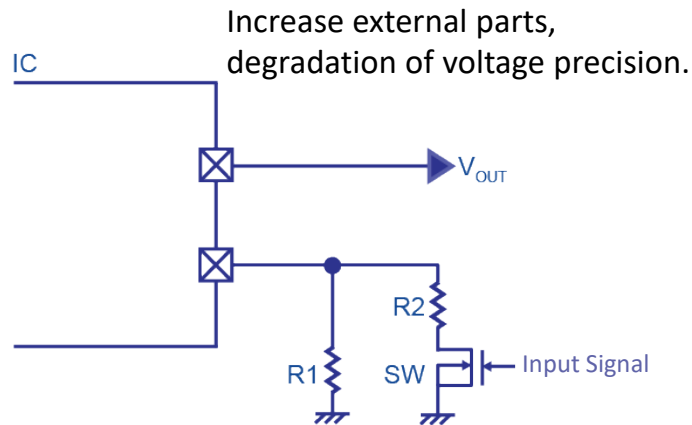 Increase external parts,
degradation of voltage precision.
IC
VOUT
R2
R1
SW
Input Signal